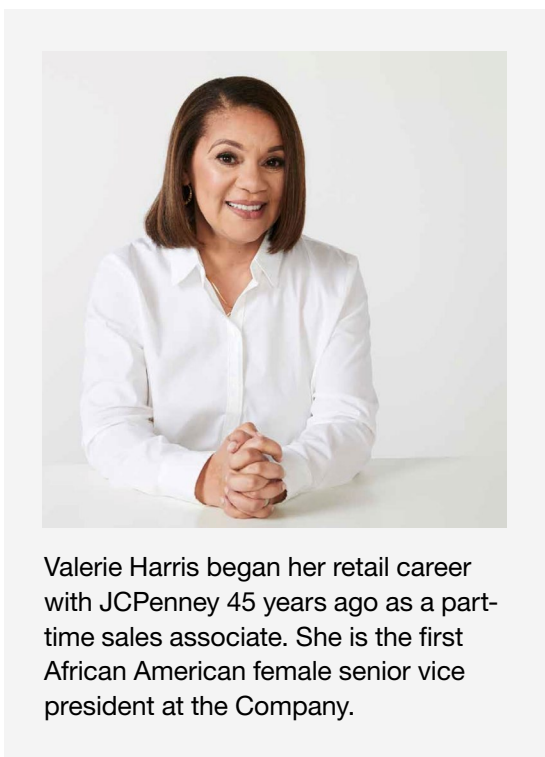 Valerie Harris began her retail career
with JCPenney 45 years ago as a part-
time sales associate. She is the first
African American female senior vice
president at the Company.